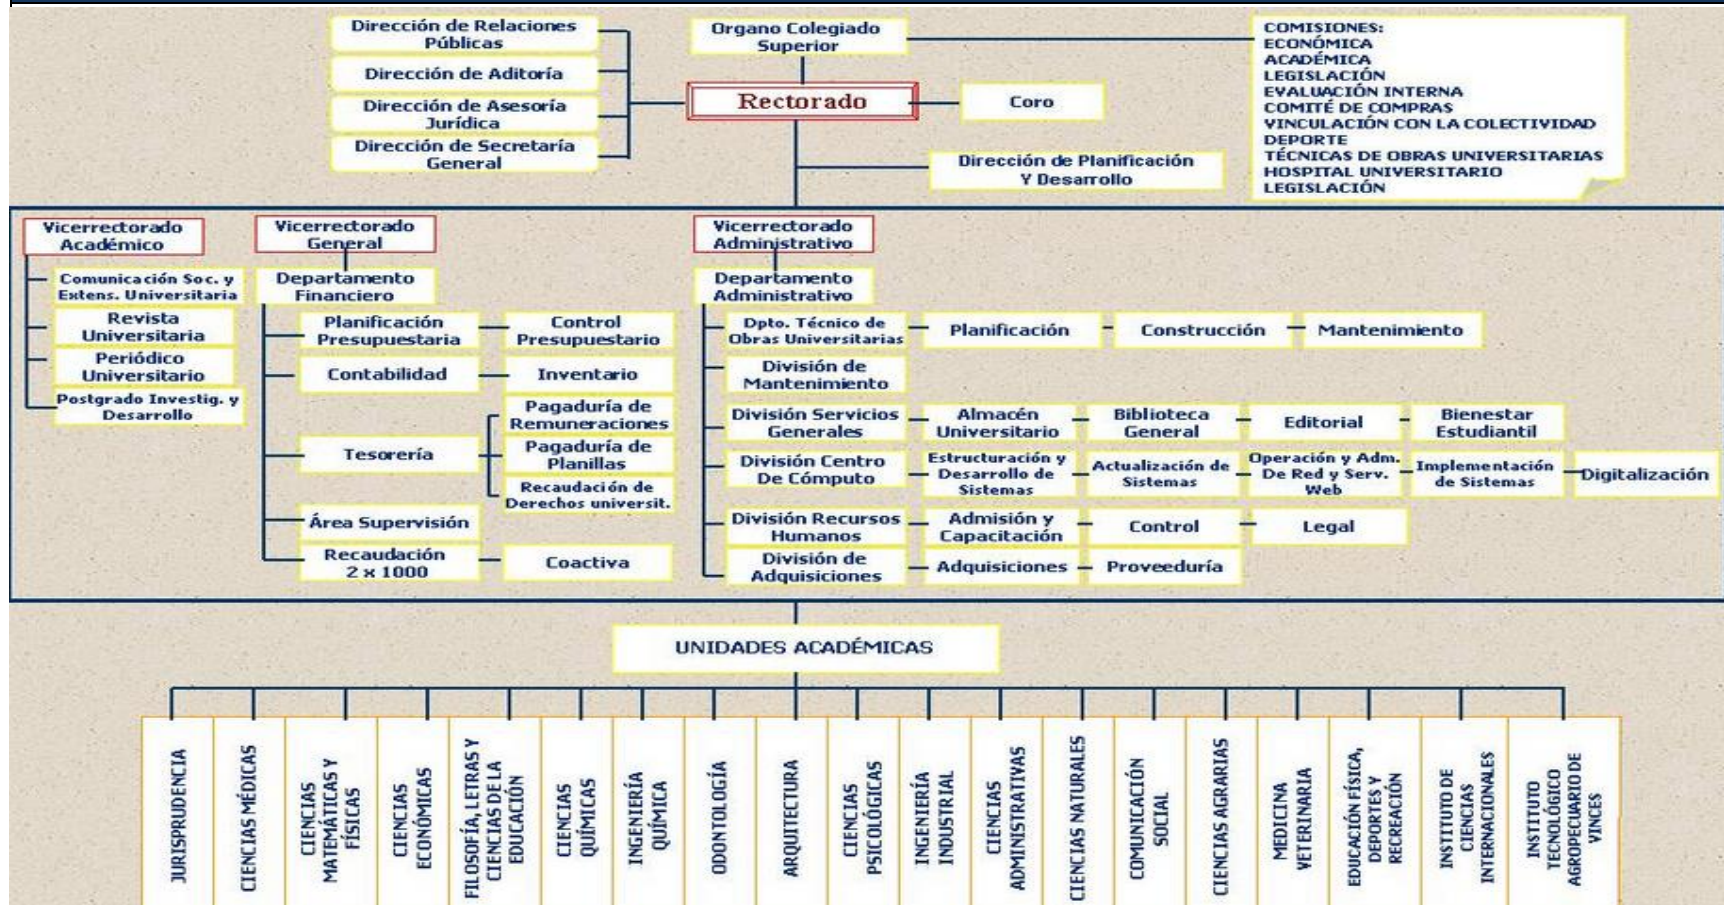 Dirección de Relaciones
Públicas
Dirección de Aditoría
Dirección de Asesoría
Jurídica
Dirección de Secretaría
General
Organo Colegiado
Superior
Rectorado
Coro
Dirección de Planificación
Y Desarrollo
COMISIONES:
ECONÓMICA
ACADÉMICA
LEGISLACIÓN
EVALUACIÓN INTERNA
COMITÉ DE COMPRAS
VINCULACIÓN CON LA COLECTIVIDAD
DEPORTE
TÉCNICAS DE OBRAS UNIVERSITARIAS
HOSPITAL UNIVERSITARIO
LEGISLACIÓN
Vicerrectorado
Académico
Comunicación Soc. y
Extens. Universitaria
Revista
Universitaria
Periódico
Universitario
Postgrado Investig. y
Desarrollo
Vicerrectorado
General
Departamento
Financiero
Planificación
Presupuestaria
Control
Presupuestario
Contabilidad
Inventario
Tesorería
Pagaduría de
Remuneraciones
Pagaduría de
Planillas
Recaudación de
Derechos universit.
Área Supervisión
Recaudación
2 x 1000
Coactiva
Vicerrectorado
Administrativo
Departamento
Administrativo
Dpto. Técnico de
Obras Universitarias
Planificación
Construcción
Mantenimiento
División de
Mantenimiento
División Servicios
Generales
Almacén
Universitario
Biblioteca
General
Editorial
Bienestar
Estudiantil
División Centro
De Cómputo
Estructuración y
Desarrollo de
Sistemas
Actualización de
Sistemas
Operación y Adm.
De Red y Serv.
Web
Implementación
de Sistemas
Digitalización
División Recursos
Humanos
Admisión y
Capacitación
Control
Legal
División de
Adquisiciones
Adquisiciones
Proveeduría
UNIDADES ACADÉMICAS
JURISPRUDENCIA
CIENCIAS MÉDICAS
CIENCIAS
MATEMÁTICAS Y
FÍSICAS
CIENCIAS
ECONÓMICAS
FILOSOFÍA, LETRAS Y
CIENCIAS DE LA
EDUCACIÓN
CIENCIAS
QUÍMICAS
INGENIERÍA
QUÍMICA
ODONTOLOGÍA
ARQUITECTURA
CIENCIAS
PSICOLÓGICAS
INGENIERÍA
INDUSTRIAL
CIENCIAS
ADMINISTRATIVAS
CIENCIAS NATURALES
COMUNICACIÓN
SOCIAL
CIENCIAS AGRARIAS
MEDICINA
VETERINARIA
EDUCACIÓN FÍSICA,
DEPORTES Y
RECREACIÓN
INSTITUTO DE
CIENCIAS
INTERNACIONALES
INSTITUTO
TECNOLÓGICO
AGROPECUARIO DE
VINCES